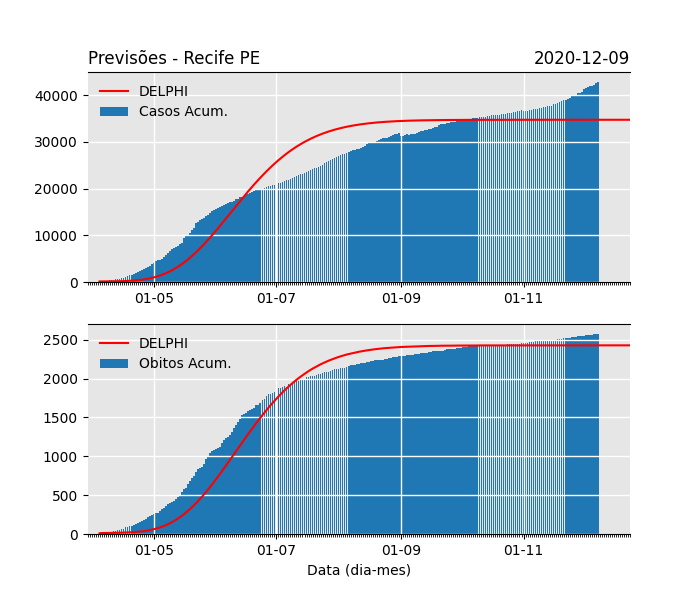 Previsões - Recife PE 2020-12-09
DELPHI
Casos Acum.
40000
30000
20000
10000
0
01-05 01-07 01-09 01-11
DELPHI
Obitos Acum.
2500
2000
1500
1000
500
0
01-05 01-07 01-09 01-11
Data (dia-mes)